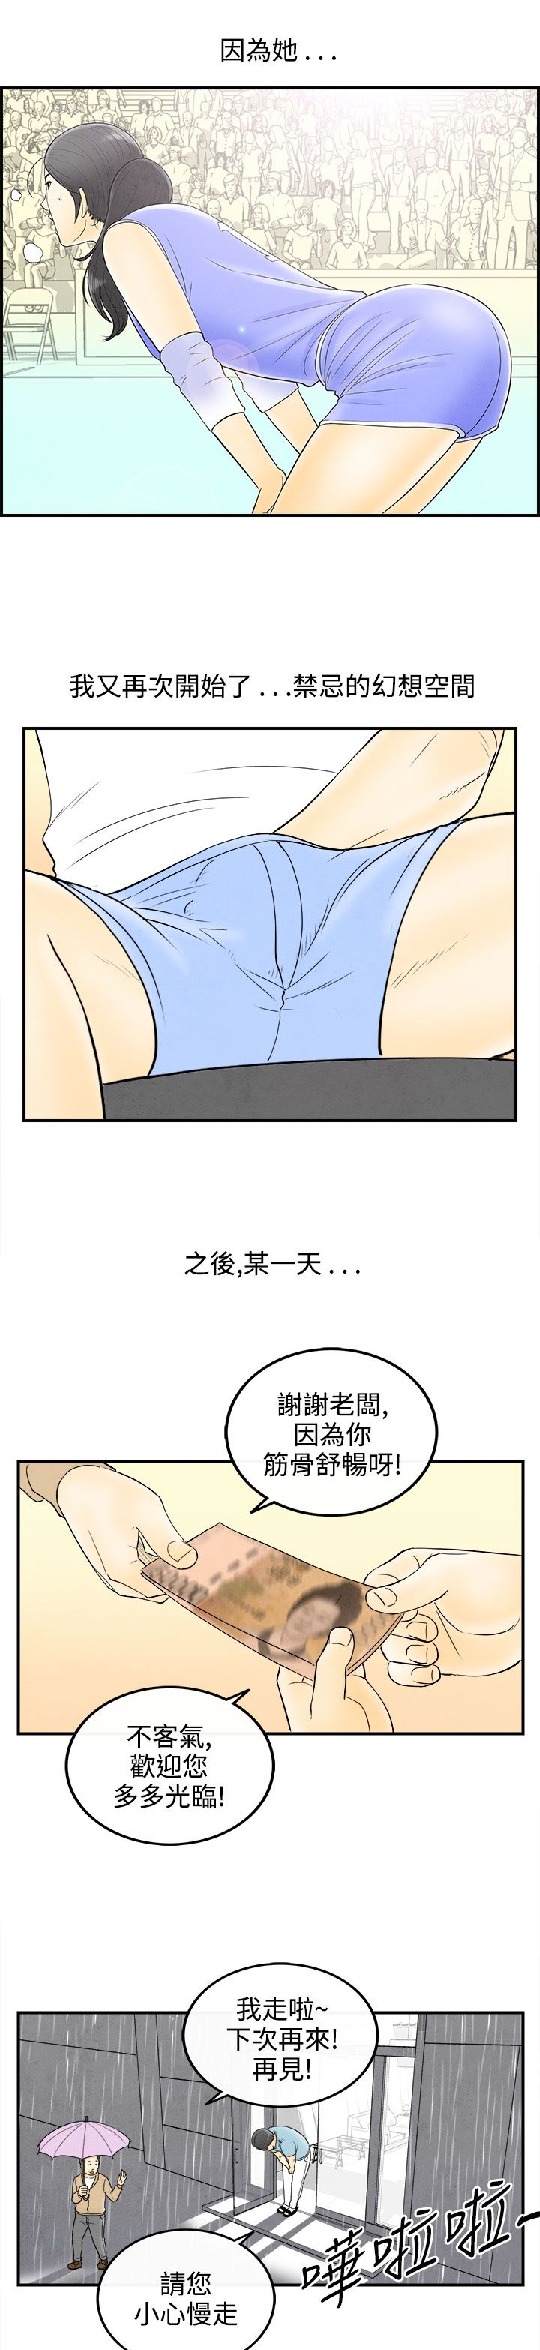 因為她...
我又再次開始了...禁忌的幻想空間
之後,某一天...
謝謝老闆,
因為你
筋骨舒暢呀!
不客氣,
歡迎您
多多光臨!
我走啦~
下次再來!
再見!
嘩啦啦~
請您
小心慢走